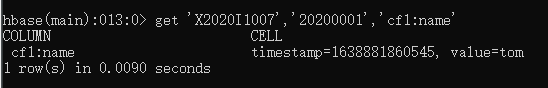 hbase(main):013:0> get 'X2020I1007','20200001','cf1:name'
COLUMN CELL
cf1:name timestamp=1638881860545, value=tom
1 row(s) in 0.0090 seconds